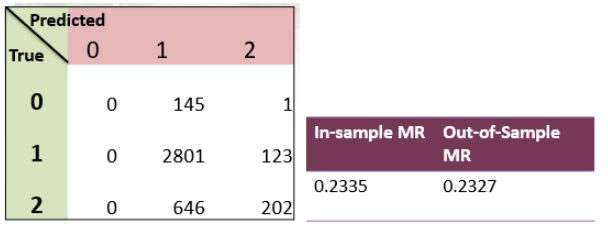 Predicted
True 0 1 2
0 0 145 1
1 0 2801 123
2 0 646 202
In-sample MR Out-of-Sample
MR
0.2335 0.2327